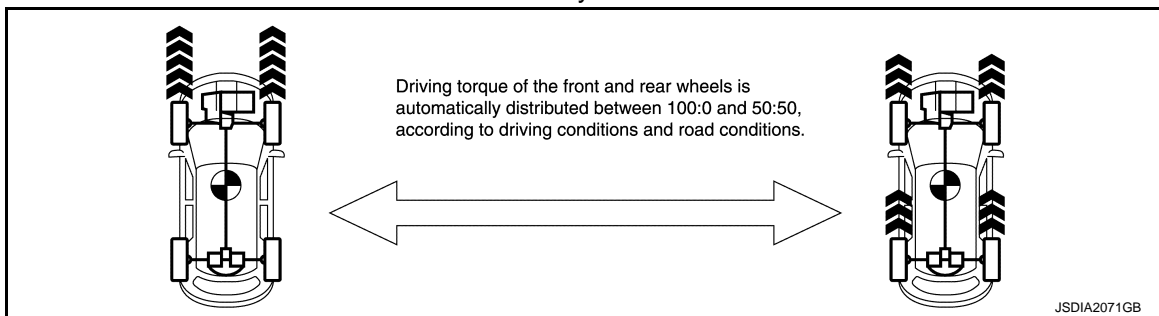 Driving torque of the front and rear wheels is
automatically distributed between 100:0 and 50:50,
according to driving conditions and road conditions.
JSDIA2071GB